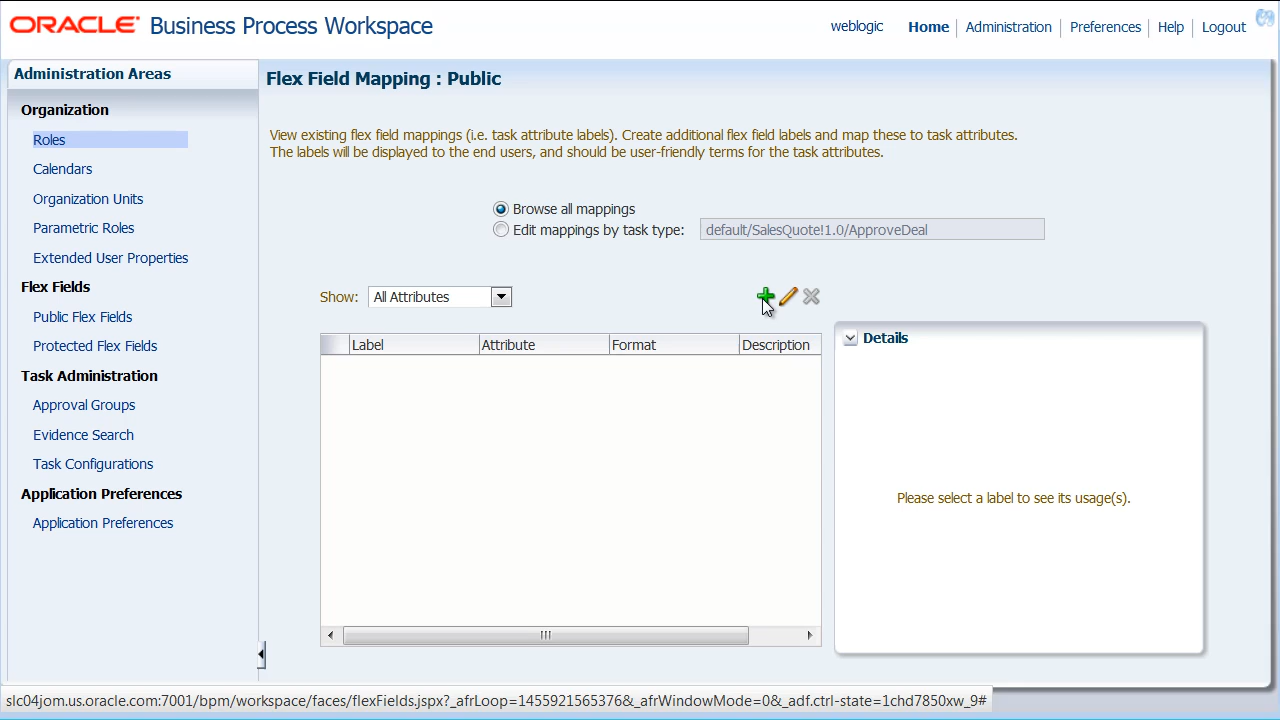 ORACLE Business Process Workspace
weblogic Home Administration Preferences Help Logout
Administration Areas
Organization
Roles
Calendars
Organization Units
Parametric Roles
Extended User Properties
Flex Fields
Public Flex Fields
Protected Flex Fields
Task Administration
Approval Groups
Evidence Search
Task Configurations
Application Preferences
Application Preferences
Flex Field Mapping : Public
View existing flex field mappings (i.e. task attribute labels). Create additional flex field labels and map these to task attributes.
The labels will be displayed to the end users, and should be user-friendly terms for the task attributes.
Browse all mappings
Edit mappings by task type: default/SalesQuote!1.0/ApproveDeal
Show: All Attributes
Label Attribute Format Description
Details
Please select a label to see its usage(s).
slc04jom.us.oracle.com:7001/bpm/workspace/faces/flexFields.jspx?_afrLoop=14559215653​76&_afrWindowMode=0&_adf.ctrl-state=1chd7850xw_9#